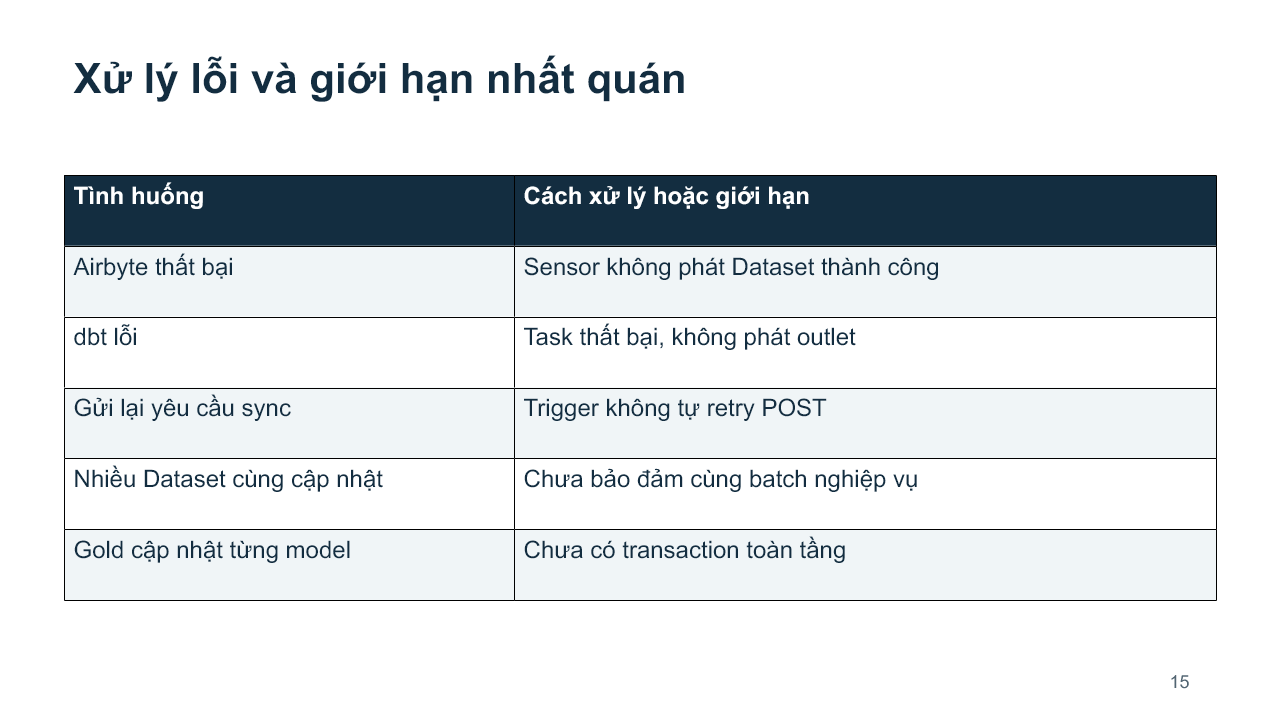 Xử lý lỗi và giới hạn nhất quán
Tình huống
Cách xử lý hoặc giới hạn
Airbyte thất bại
Sensor không phát Dataset thành công
dbt lỗi
Task thất bại, không phát outlet
Gửi lại yêu cầu sync
Trigger không tự retry POST
Nhiều Dataset cùng cập nhật
Chưa bảo đảm cùng batch nghiệp vụ
Gold cập nhật từng model
Chưa có transaction toàn tầng
15